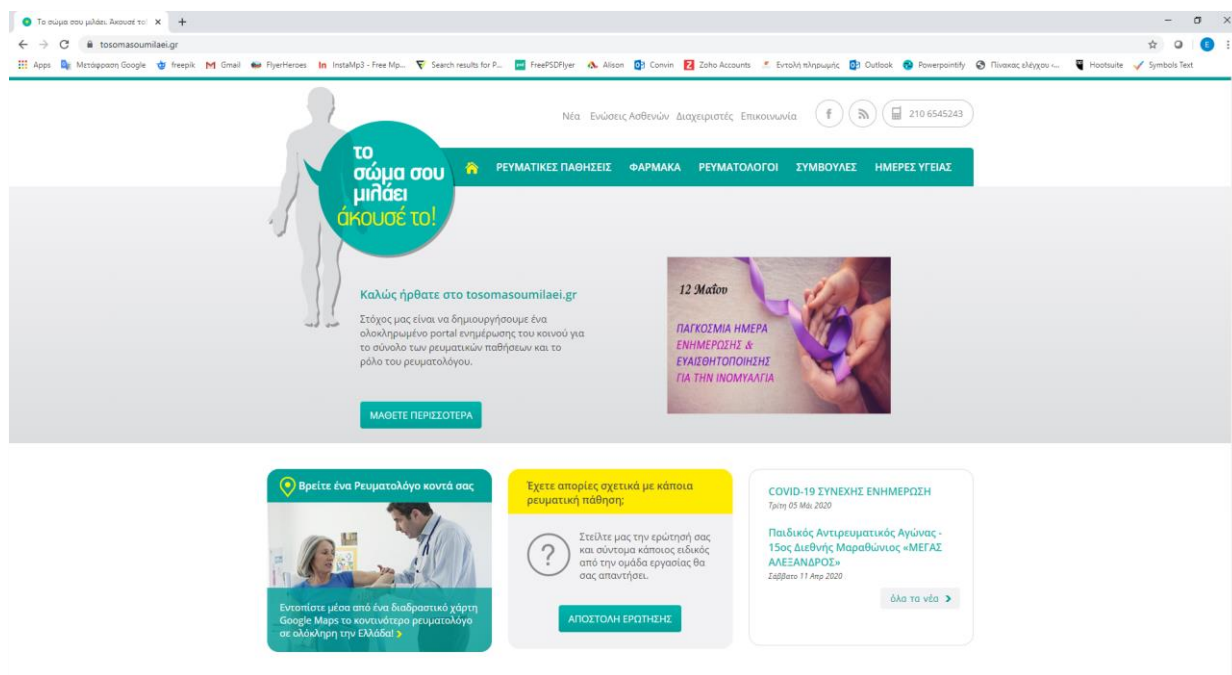 Το σώμα σου μιλάει. Άκουσέ το!
tosomasoumilaei.gr
E
Apps Μετάφραση Google freepik Gmail FlyerHeroes InstaMp3 - Free Mp... Search results for P... FreePSDFlyer Alison Convin Zoho Accounts Εντολή πληρωμής Outlook Powerpointify Πίνακας ελέγχου ‹... Hootsuite Symbols Text
Νέα Ενώσεις Ασθενών Διαχειριστές Επικοινωνία f 210 6545243
το
σώμα σου
μιλάει
άκουσέ το!
ΡΕΥΜΑΤΙΚΕΣ ΠΑΘΗΣΕΙΣ ΦΑΡΜΑΚΑ ΡΕΥΜΑΤΟΛΟΓΟΙ ΣΥΜΒΟΥΛΕΣ ΗΜΕΡΕΣ ΥΓΕΙΑΣ
Καλώς ήρθατε στο tosomasoumilaei.gr
Στόχος μας είναι να δημιουργήσουμε ένα
ολοκληρωμένο portal ενημέρωσης του κοινού για
το σύνολο των ρευματικών παθήσεων και το
ρόλο του ρευματολόγου.
ΜΑΘΕΤΕ ΠΕΡΙΣΣΟΤΕΡΑ
12 Μαΐου
ΠΑΓΚΟΣΜΙΑ ΗΜΕΡΑ
ΕΝΗΜΕΡΩΣΗΣ &
ΕΥΑΙΣΘΗΤΟΠΟΙΗΣΗΣ
ΓΙΑ ΤΗΝ ΙΝΟΜΥΑΛΓΙΑ
Βρείτε ένα Ρευματολόγο κοντά σας
Εντοπίστε μέσα από ένα διαδραστικό χάρτη
Google Maps το κοντινότερο ρευματολόγο
σε ολόκληρη την Ελλάδα!
Έχετε απορίες σχετικά με κάποια
ρευματική πάθηση;
?
Στείλτε μας την ερώτησή σας
και σύντομα κάποιος ειδικός
από την ομάδα εργασίας θα
σας απαντήσει.
ΑΠΟΣΤΟΛΗ ΕΡΩΤΗΣΗΣ
COVID-19 ΣΥΝΕΧΗΣ ΕΝΗΜΕΡΩΣΗ
Τρίτη 05 Μάι 2020
Παιδικός Αντιρευματικός Αγώνας -
15ος Διεθνής Μαραθώνιος «ΜΕΓΑΣ
ΑΛΕΞΑΝΔΡΟΣ»
Σάββατο 11 Απρ 2020
όλα τα νέα